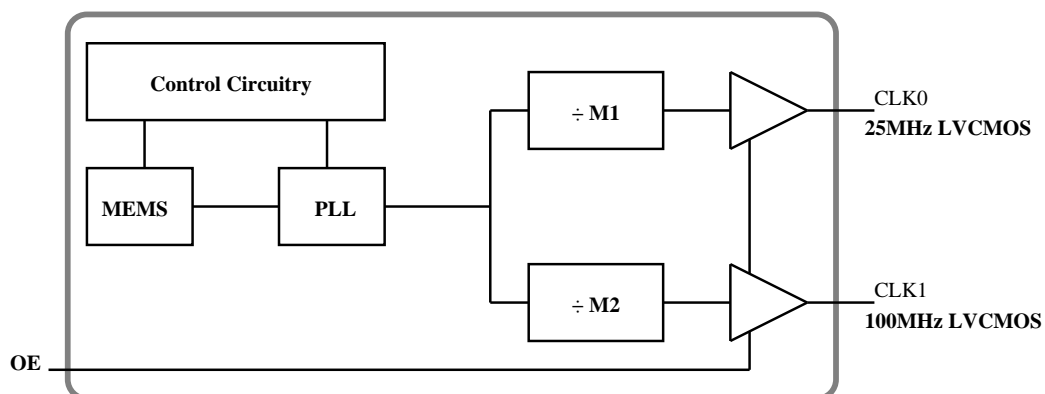 Control Circuitry
MEMS
PLL
÷ M1
÷ M2
CLK0
25MHz LVCMOS
CLK1
100MHz LVCMOS
OE